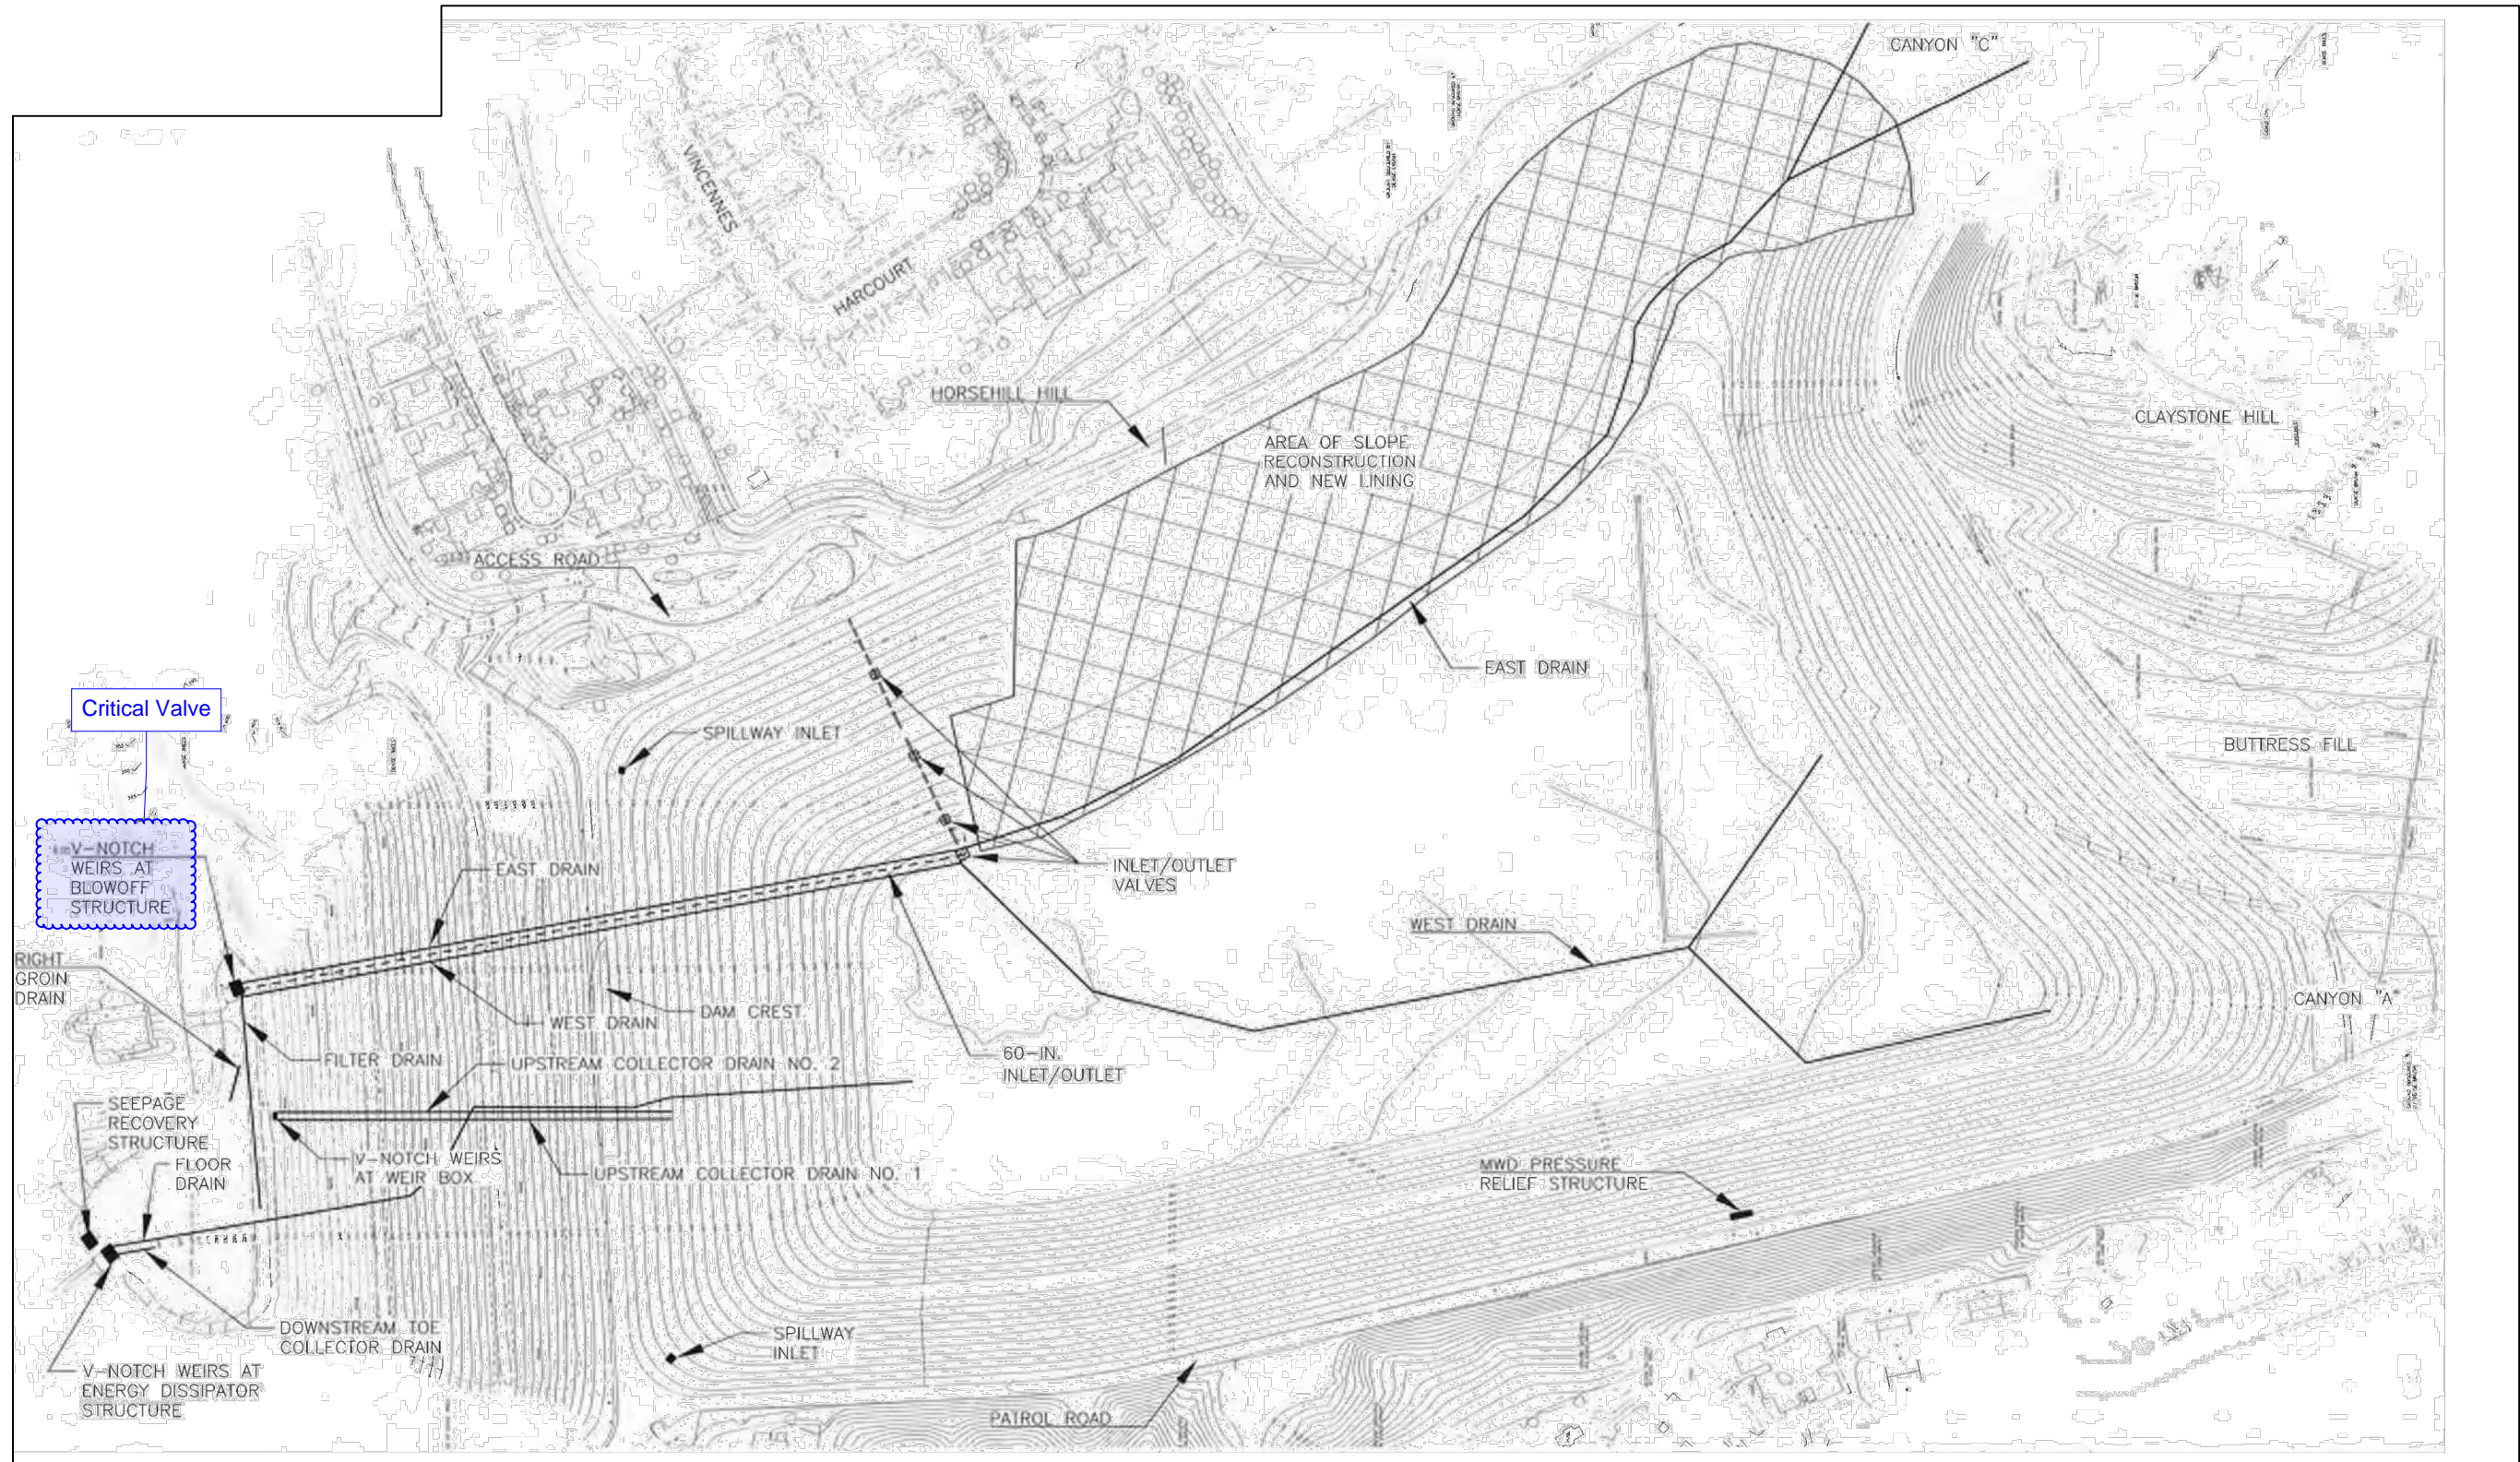 CANYON "C"
VINCENNES
HARCOURT
HORSEHILL HILL
CLAYSTONE HILL
AREA OF SLOPE
RECONSTRUCTION
AND NEW LINING
ACCESS ROAD
EAST DRAIN
Critical Valve
SPILLWAY INLET
BUTTRESS FILL
V-NOTCH
WEIRS AT
BLOWOFF
STRUCTURE
EAST DRAIN
INLET/OUTLET
VALVES
WEST DRAIN
RIGHT
GROIN
DRAIN
CANYON "A"
DAM CREST
WEST DRAIN
FILTER DRAIN
UPSTREAM COLLECTOR DRAIN NO. 2
60-IN.
INLET/OUTLET
SEEPAGE
RECOVERY
STRUCTURE
FLOOR
DRAIN
V-NOTCH WEIRS
AT WEIR BOX
UPSTREAM COLLECTOR DRAIN NO. 1
MWD PRESSURE
RELIEF STRUCTURE
DOWNSTREAM TOE
COLLECTOR DRAIN
SPILLWAY
INLET
V-NOTCH WEIRS AT
ENERGY DISSIPATOR
STRUCTURE
PATROL ROAD